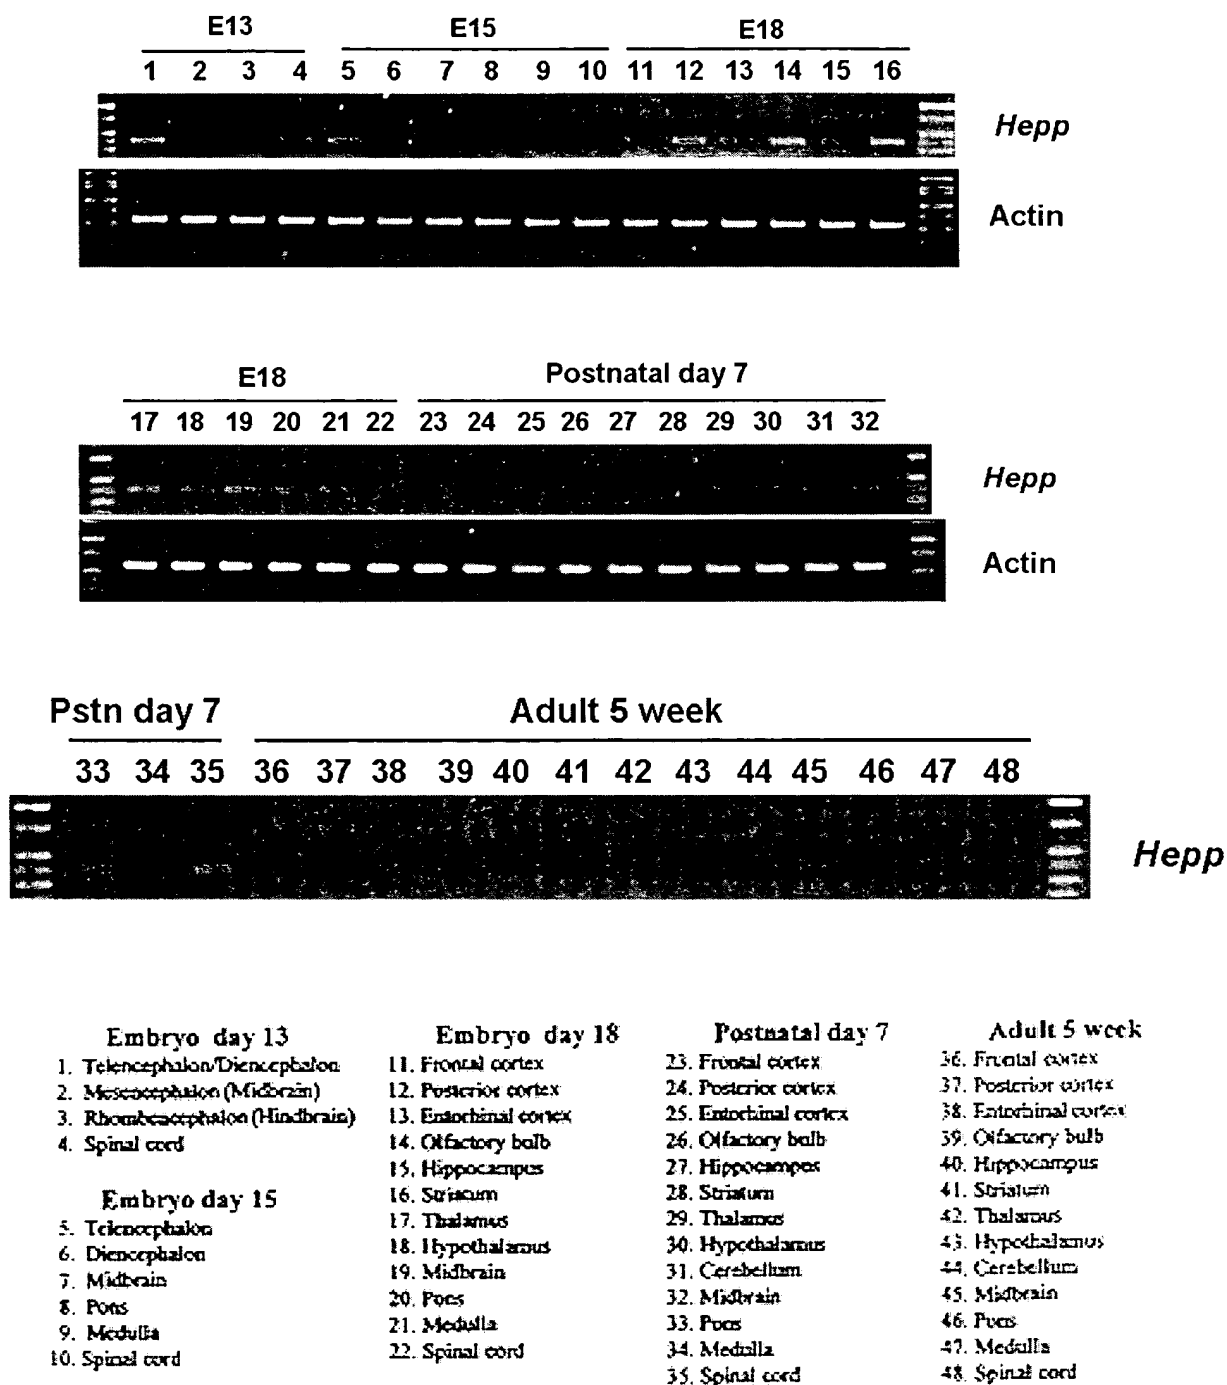 E13 E15 E18
1 2 3 4 5 6 7 8 9 10 11 12 13 14 15 16
Hepp
Actin
E18 Postnatal day 7
17 18 19 20 21 22 23 24 25 26 27 28 29 30 31 32
Hepp
Actin
Pstn day 7 Adult 5 week
33 34 35 36 37 38 39 40 41 42 43 44 45 46 47 48
Hepp
Embryo day 13
1. Telencephalon/Diencephalon
2. Mesencephalon (Midbrain)
3. Rhombencephalon (Hindbrain)
4. Spinal cord
Embryo day 15
5. Telencephalon
6. Diencephalon
7. Midbrain
8. Pons
9. Medulla
10. Spinal cord
Embryo day 18
11. Frontal cortex
12. Posterior cortex
13. Entorhinal cortex
14. Olfactory bulb
15. Hippocampus
16. Striatum
17. Thalamus
18. Hypothalamus
19. Midbrain
20. Pons
21. Medulla
22. Spinal cord
Postnatal day 7
23. Frontal cortex
24. Posterior cortex
25. Entorhinal cortex
26. Olfactory bulb
27. Hippocampus
28. Striatum
29. Thalamus
30. Hypothalamus
31. Cerebellum
32. Midbrain
33. Pons
34. Medulla
35. Spinal cord
Adult 5 week
36. Frontal cortex
37. Posterior cortex
38. Entorhinal cortex
39. Olfactory bulb
40. Hippocampus
41. Striatum
42. Thalamus
43. Hypothalamus
44. Cerebellum
45. Midbrain
46. Pons
47. Medulla
48. Spinal cord